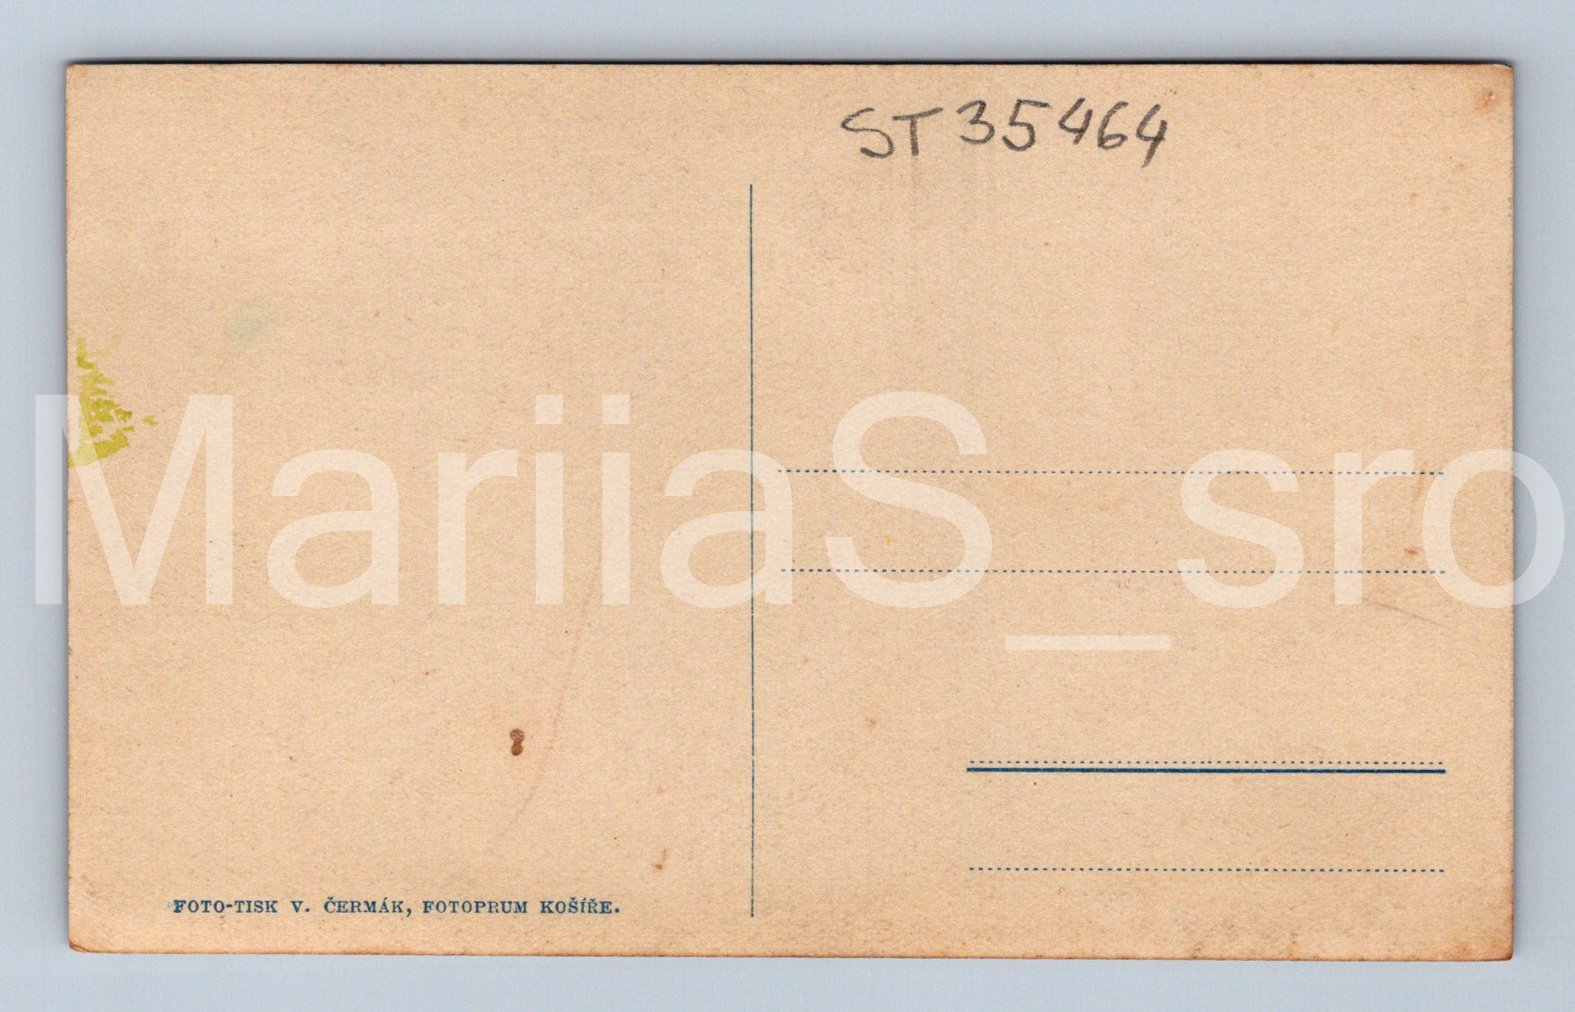 ST35464
MariiaS_sro
FOTO-TISK V. ČERMÁK, FOTOPRUM KOŠÍŘE.